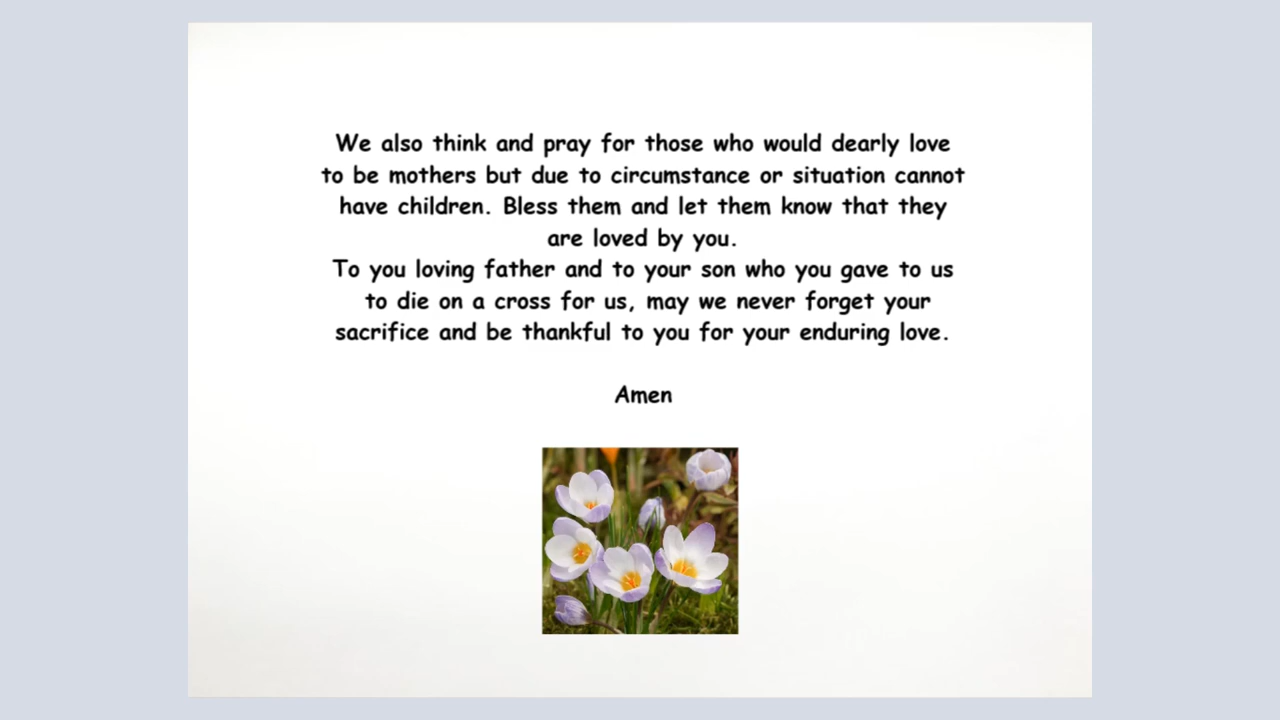 We also think and pray for those who would dearly love
to be mothers but due to circumstance or situation cannot
have children. Bless them and let them know that they
are loved by you.
To you loving father and to your son who you gave to us
to die on a cross for us, may we never forget your
sacrifice and be thankful to you for your enduring love.
Amen